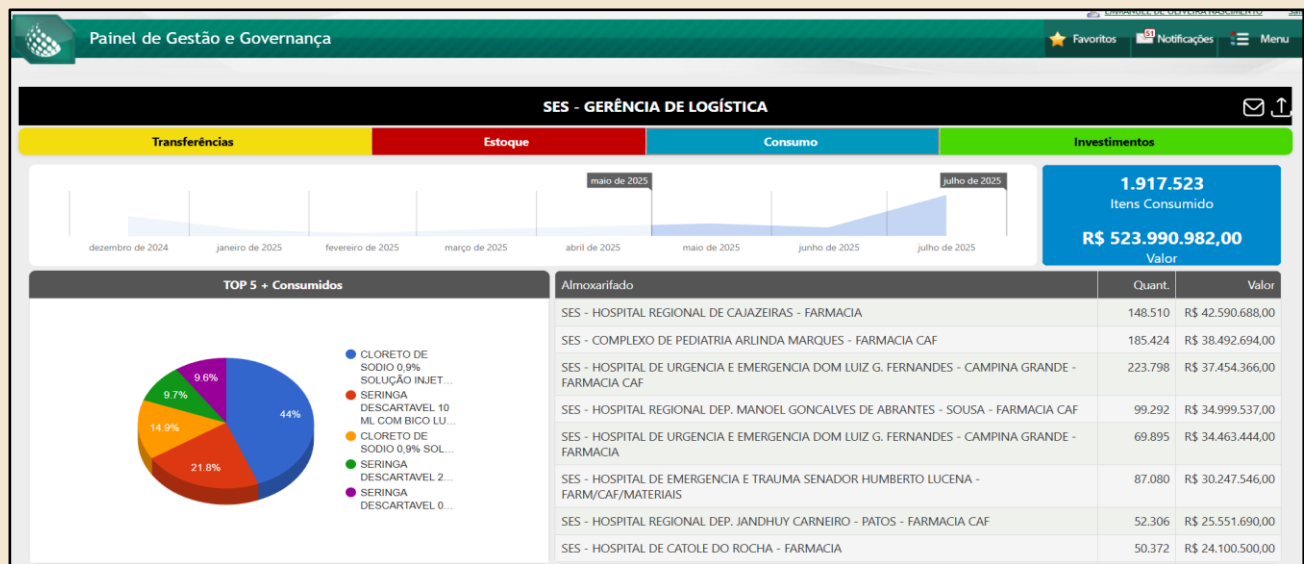 EMMANUEL DE OLIVEIRA NASCIMENTO
Painel de Gestão e Governança
Favoritos
51
Notificações
Menu
SES - GERÊNCIA DE LOGÍSTICA
Transferências
Estoque
Consumo
Investimentos
maio de 2025
julho de 2025
dezembro de 2024
janeiro de 2025
fevereiro de 2025
março de 2025
abril de 2025
maio de 2025
junho de 2025
julho de 2025
1.917.523
Itens Consumido
R$ 523.990.982,00
Valor
TOP 5 + Consumidos
44%
21.8%
14.9%
9.7%
9.6%
CLORETO DE
SODIO 0,9%
SOLUÇÃO INJET...
SERINGA
DESCARTAVEL 10
ML COM BICO LU...
CLORETO DE
SODIO 0,9% SOL...
SERINGA
DESCARTAVEL 2...
SERINGA
DESCARTAVEL 0...
Almoxarifado Quant. Valor
SES - HOSPITAL REGIONAL DE CAJAZEIRAS - FARMACIA 148.510 R$ 42.590.688,00
SES - COMPLEXO DE PEDIATRIA ARLINDA MARQUES - FARMACIA CAF 185.424 R$ 38.492.694,00
SES - HOSPITAL DE URGENCIA E EMERGENCIA DOM LUIZ G. FERNANDES - CAMPINA GRANDE - 223.798 R$ 37.454.366,00
FARMACIA CAF
SES - HOSPITAL REGIONAL DEP. MANOEL GONCALVES DE ABRANTES - SOUSA - FARMACIA CAF 99.292 R$ 34.999.537,00
SES - HOSPITAL DE URGENCIA E EMERGENCIA DOM LUIZ G. FERNANDES - CAMPINA GRANDE - 69.895 R$ 34.463.444,00
FARMACIA
SES - HOSPITAL DE EMERGENCIA E TRAUMA SENADOR HUMBERTO LUCENA - 87.080 R$ 30.247.546,00
FARM/CAF/MATERIAIS
SES - HOSPITAL REGIONAL DEP. JANDHUY CARNEIRO - PATOS - FARMACIA CAF 52.306 R$ 25.551.690,00
SES - HOSPITAL DE CATOLE DO ROCHA - FARMACIA 50.372 R$ 24.100.500,00